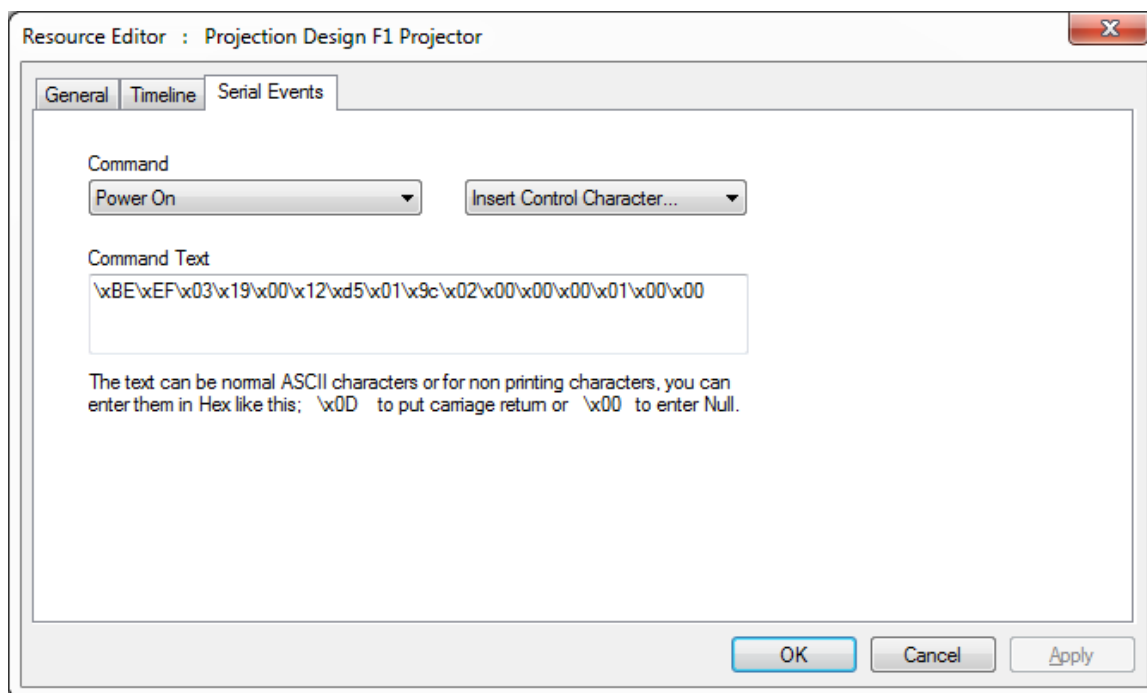 Resource Editor : Projection Design F1 Projector
General Timeline Serial Events
Command
Power On Insert Control Character...
Command Text
\xBE\xEF\x03\x19\x00\x12\xd5\x01\x9c\x02\x00\x00\x00\x01\x00\x00
The text can be normal ASCII characters or for non printing characters, you can
enter them in Hex like this; \x0D to put carriage return or \x00 to enter Null.
OK Cancel Apply